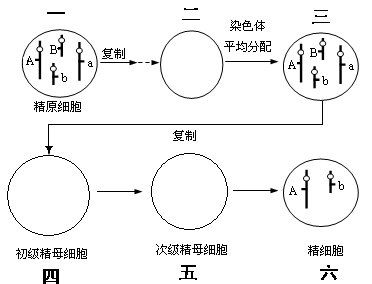 一 二 三
染色体
平均分配
复制
A B b a
A B b a
精原细胞
复制
A b
初级精母细胞 次级精母细胞 精细胞
四 五 六